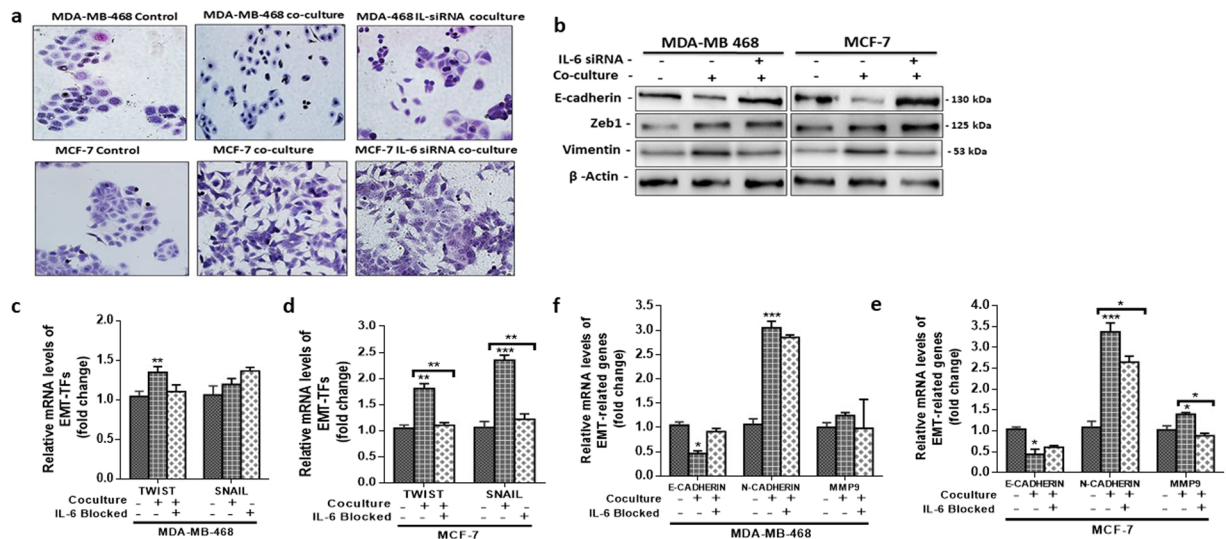 a
MDA-MB-468 Control
MDA-MB-468 co-culture
MDA-468 IL-siRNA coculture
MCF-7 Control
MCF-7 co-culture
MCF-7 IL-6 siRNA co-culture
b
MDA-MB 468
MCF-7
IL-6 siRNA - + +
Co-culture - - + + - + +
E-cadherin - - 130 kDa
Zeb1 - - 125 kDa
Vimentin - - 53 kDa
β -Actin -
c
Relative mRNA levels of
EMT-TFs
(fold change)
2.0
1.5
1.0
0.5
0.0
**
TWIST SNAIL
Coculture - + + - + -
IL-6 Blocked - - + - - +
MDA-MB-468
d
Relative mRNA levels of
EMT-TFs
(fold change)
3.0
2.5
2.0
1.5
1.0
0.5
0.0
**
**
**
***
TWIST SNAIL
Coculture - + + - + -
IL-6 Blocked - - + - - +
MCF-7
f
Relative mRNA levels of
EMT-related genes
(fold change)
3.5
3.0
2.5
2.0
1.5
1.0
0.5
0.0
*
***
E-CADHERIN N-CADHERIN MMP9
Coculture - + + - + + - + +
IL-6 Blocked - - + - - + - - +
MDA-MB-468
e
Relative mRNA levels of
EMT-related genes
(fold change)
4.0
3.5
3.0
2.5
2.0
1.5
1.0
0.5
0.0
*
***
*
*
*
E-CADHERIN N-CADHERIN MMP9
Coculture - + + - + + - + +
IL-6 Blocked - - + - - + - - +
MCF-7